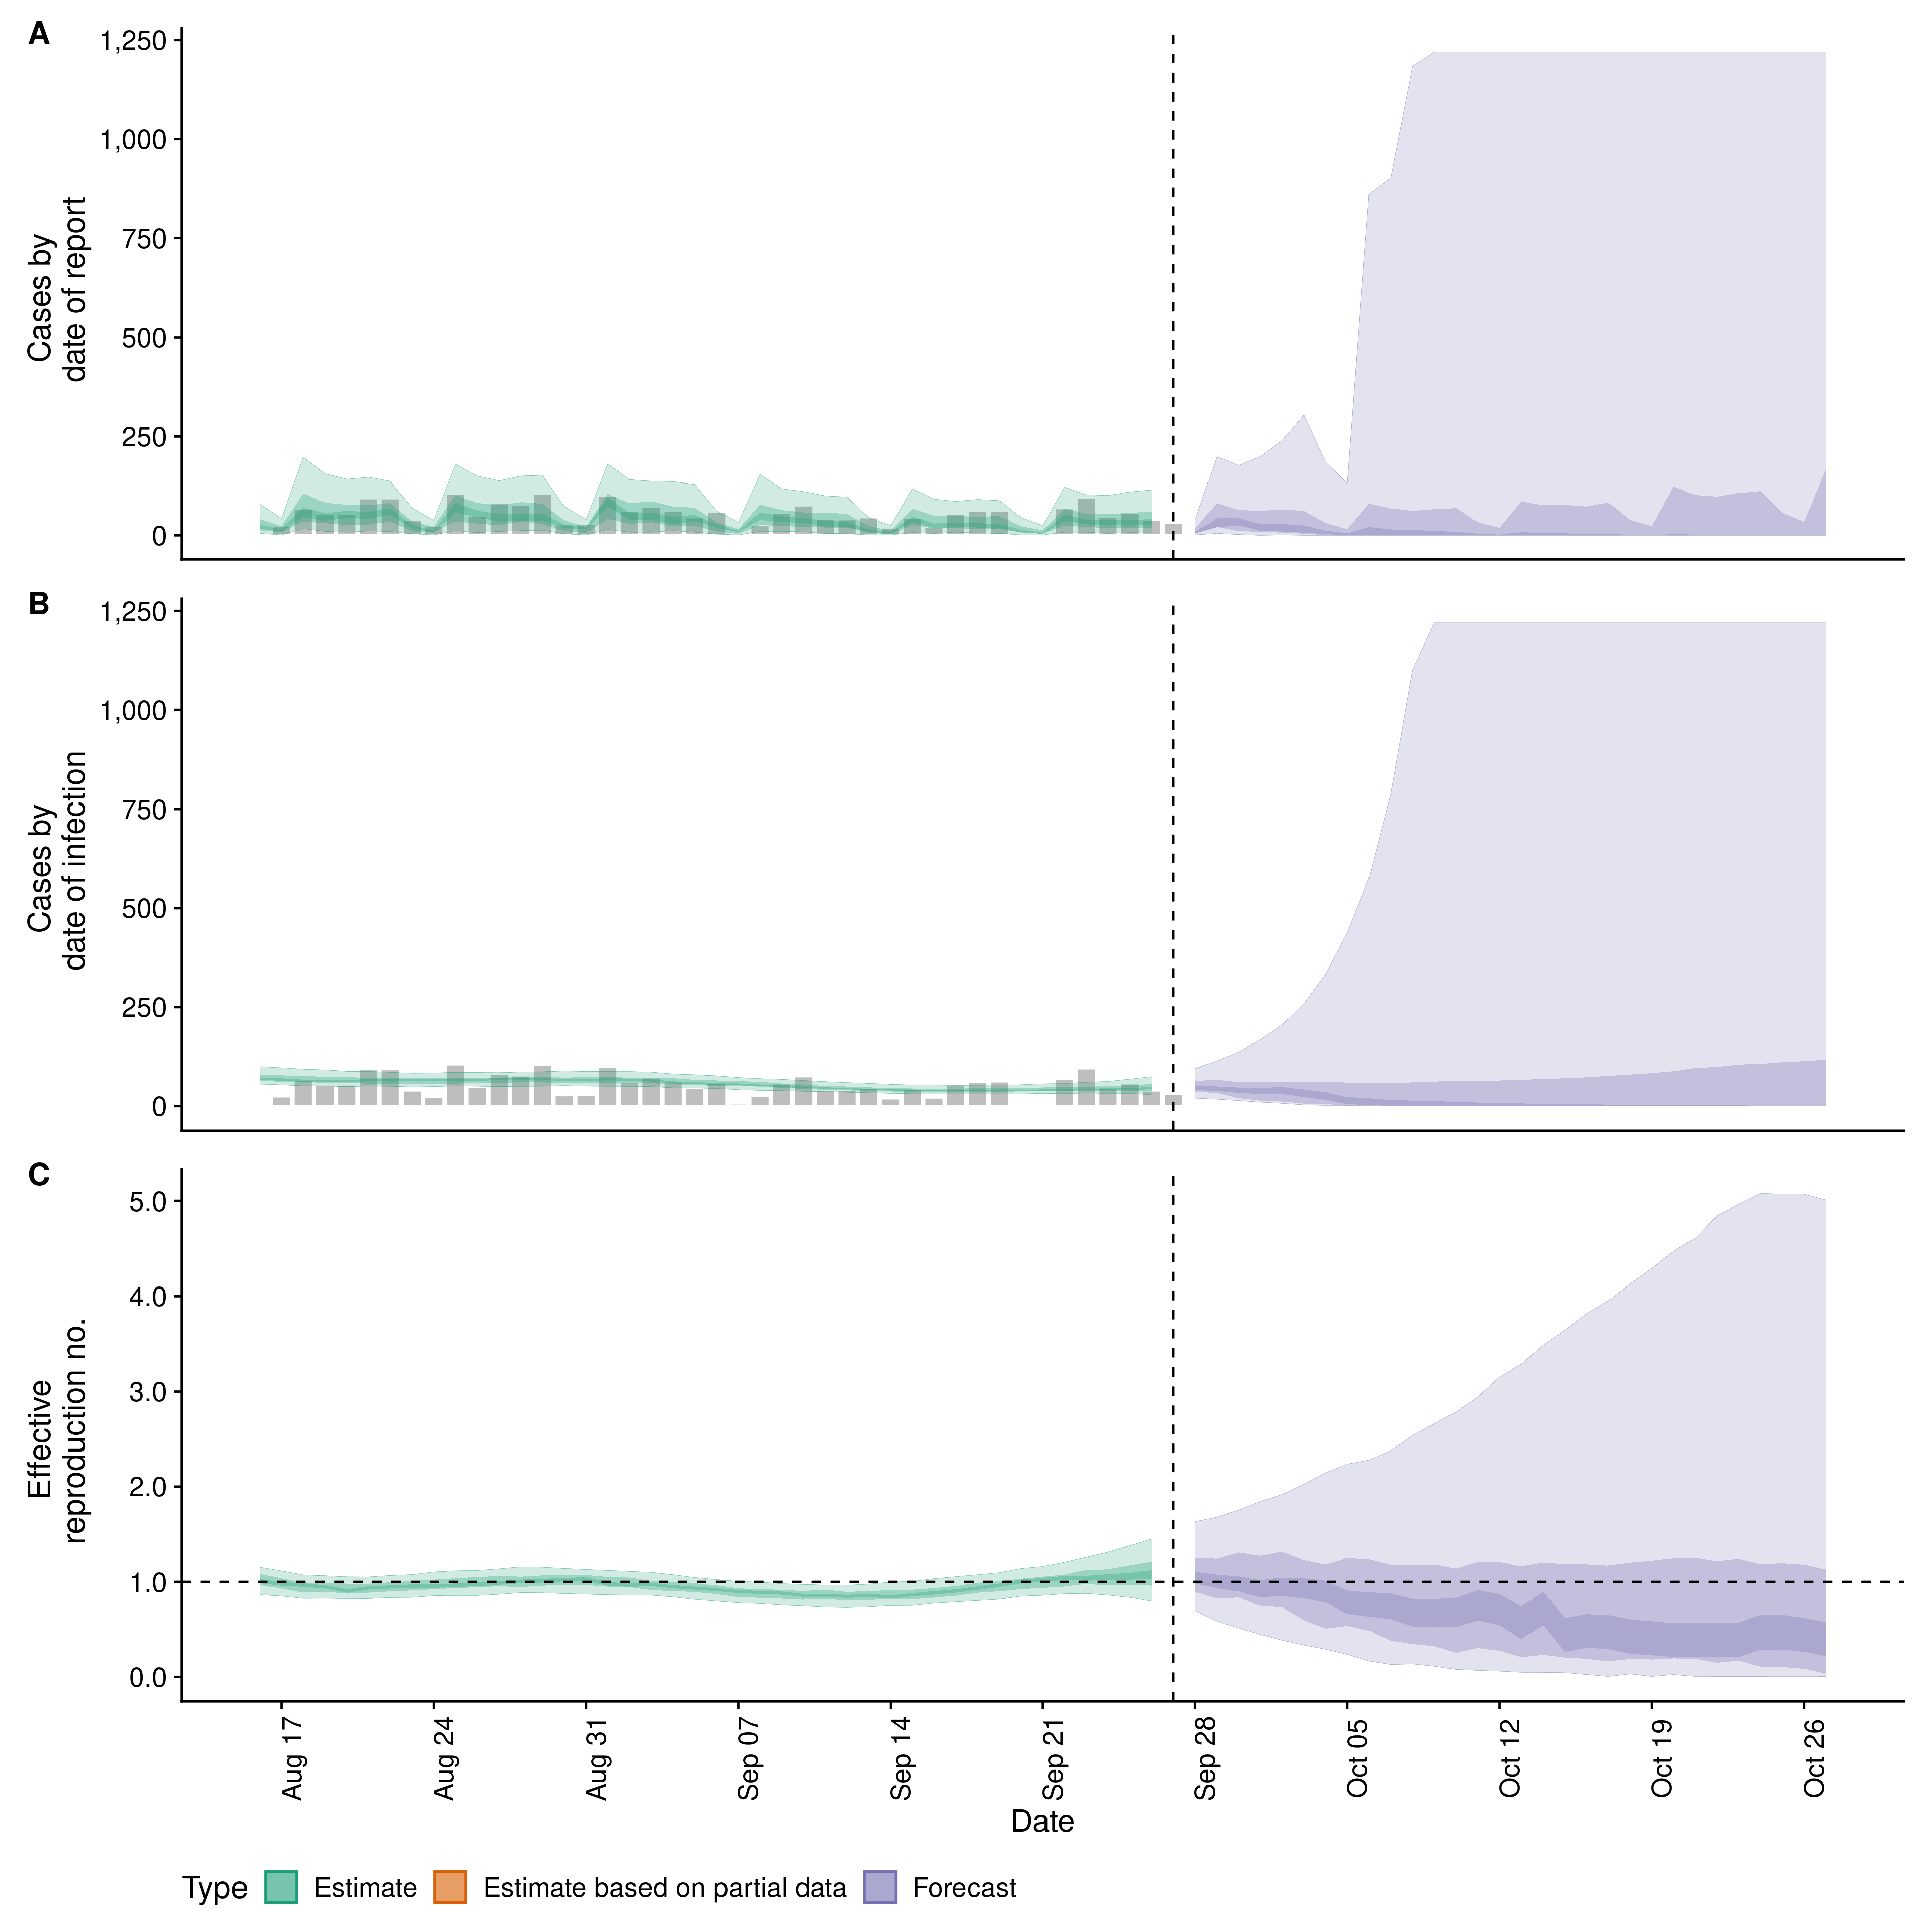 A
1,250
1,000
750
500
250
0
Cases by
date of report
B
1,250
1,000
750
500
250
0
Cases by
date of infection
C
5.0
4.0
3.0
2.0
1.0
0.0
Effective
reproduction no.
Aug 17
Aug 24
Aug 31
Sep 07
Sep 14
Sep 21
Sep 28
Oct 05
Oct 12
Oct 19
Oct 26
Date
Type Estimate Estimate based on partial data Forecast